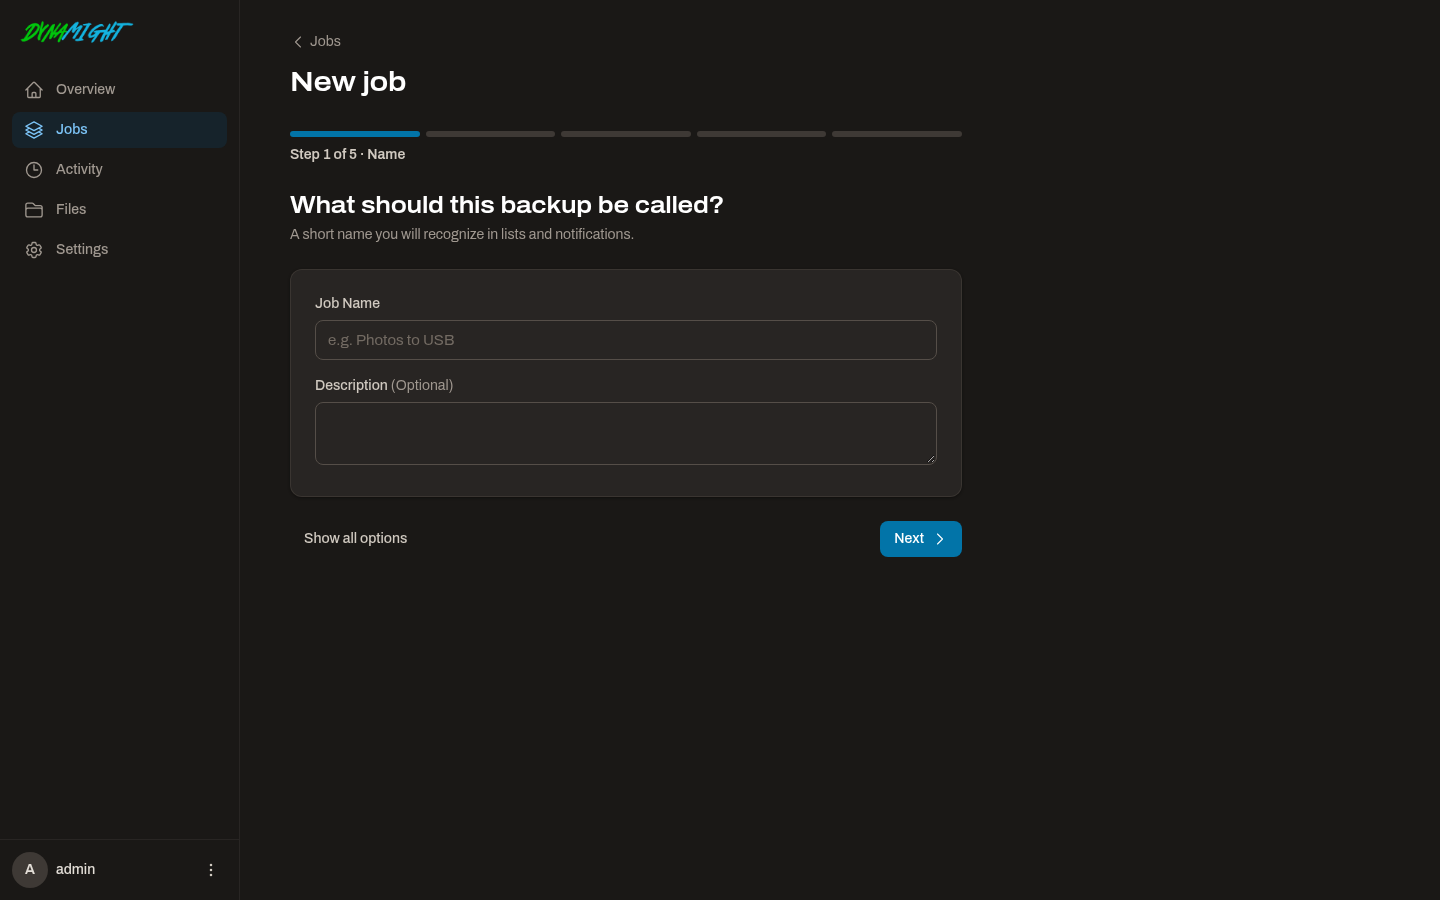 DYNAMIGHT
Overview
Jobs
Activity
Files
Settings
Jobs
New job
Step 1 of 5 · Name
What should this backup be called?
A short name you will recognize in lists and notifications.
Job Name
e.g. Photos to USB
Description (Optional)
Show all options
Next
A
admin